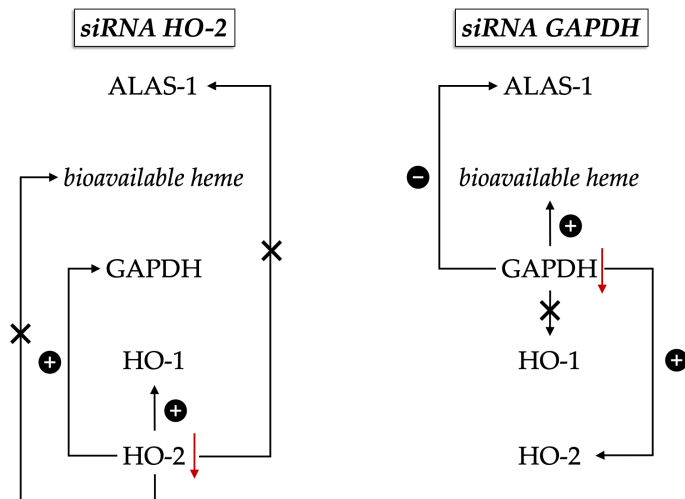 siRNA HO-2
ALAS-1
bioavailable heme
GAPDH
+
HO-1
+
HO-2
siRNA GAPDH
ALAS-1
−
bioavailable heme
+
GAPDH
HO-1
+
HO-2